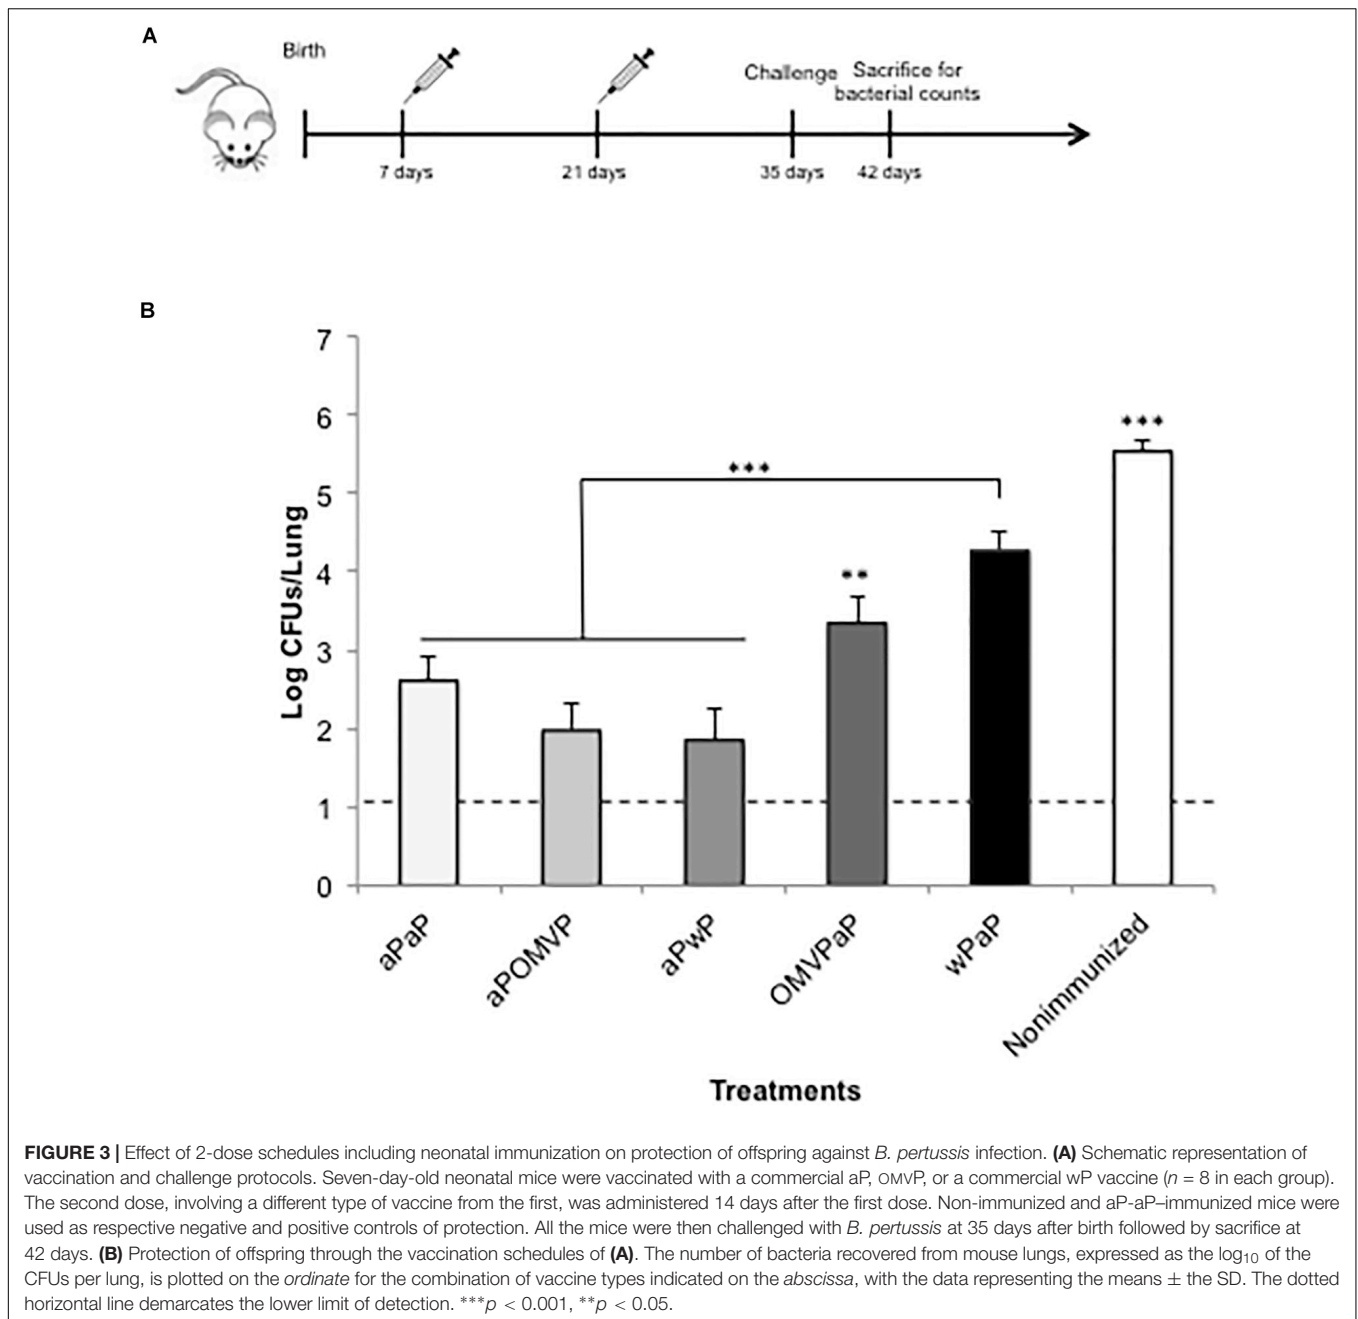 A
Birth
Challenge Sacrifice for
bacterial counts
7 days 21 days 35 days 42 days
B
7
6
5
4
3
2
1
0
Log CFUs/Lung
***
**
***
aPaP aPOMVP aPwP OMVPaP wPaP Nonimmunized
Treatments
FIGURE 3 | Effect of 2-dose schedules including neonatal immunization on protection of offspring against B. pertussis infection. (A) Schematic representation of
vaccination and challenge protocols. Seven-day-old neonatal mice were vaccinated with a commercial aP, OMVP, or a commercial wP vaccine (n = 8 in each group).
The second dose, involving a different type of vaccine from the first, was administered 14 days after the first dose. Non-immunized and aP-aP–immunized mice were
used as respective negative and positive controls of protection. All the mice were then challenged with B. pertussis at 35 days after birth followed by sacrifice at
42 days. (B) Protection of offspring through the vaccination schedules of (A). The number of bacteria recovered from mouse lungs, expressed as the log10 of the
CFUs per lung, is plotted on the ordinate for the combination of vaccine types indicated on the abscissa, with the data representing the means ± the SD. The dotted
horizontal line demarcates the lower limit of detection. ***p < 0.001, **p < 0.05.